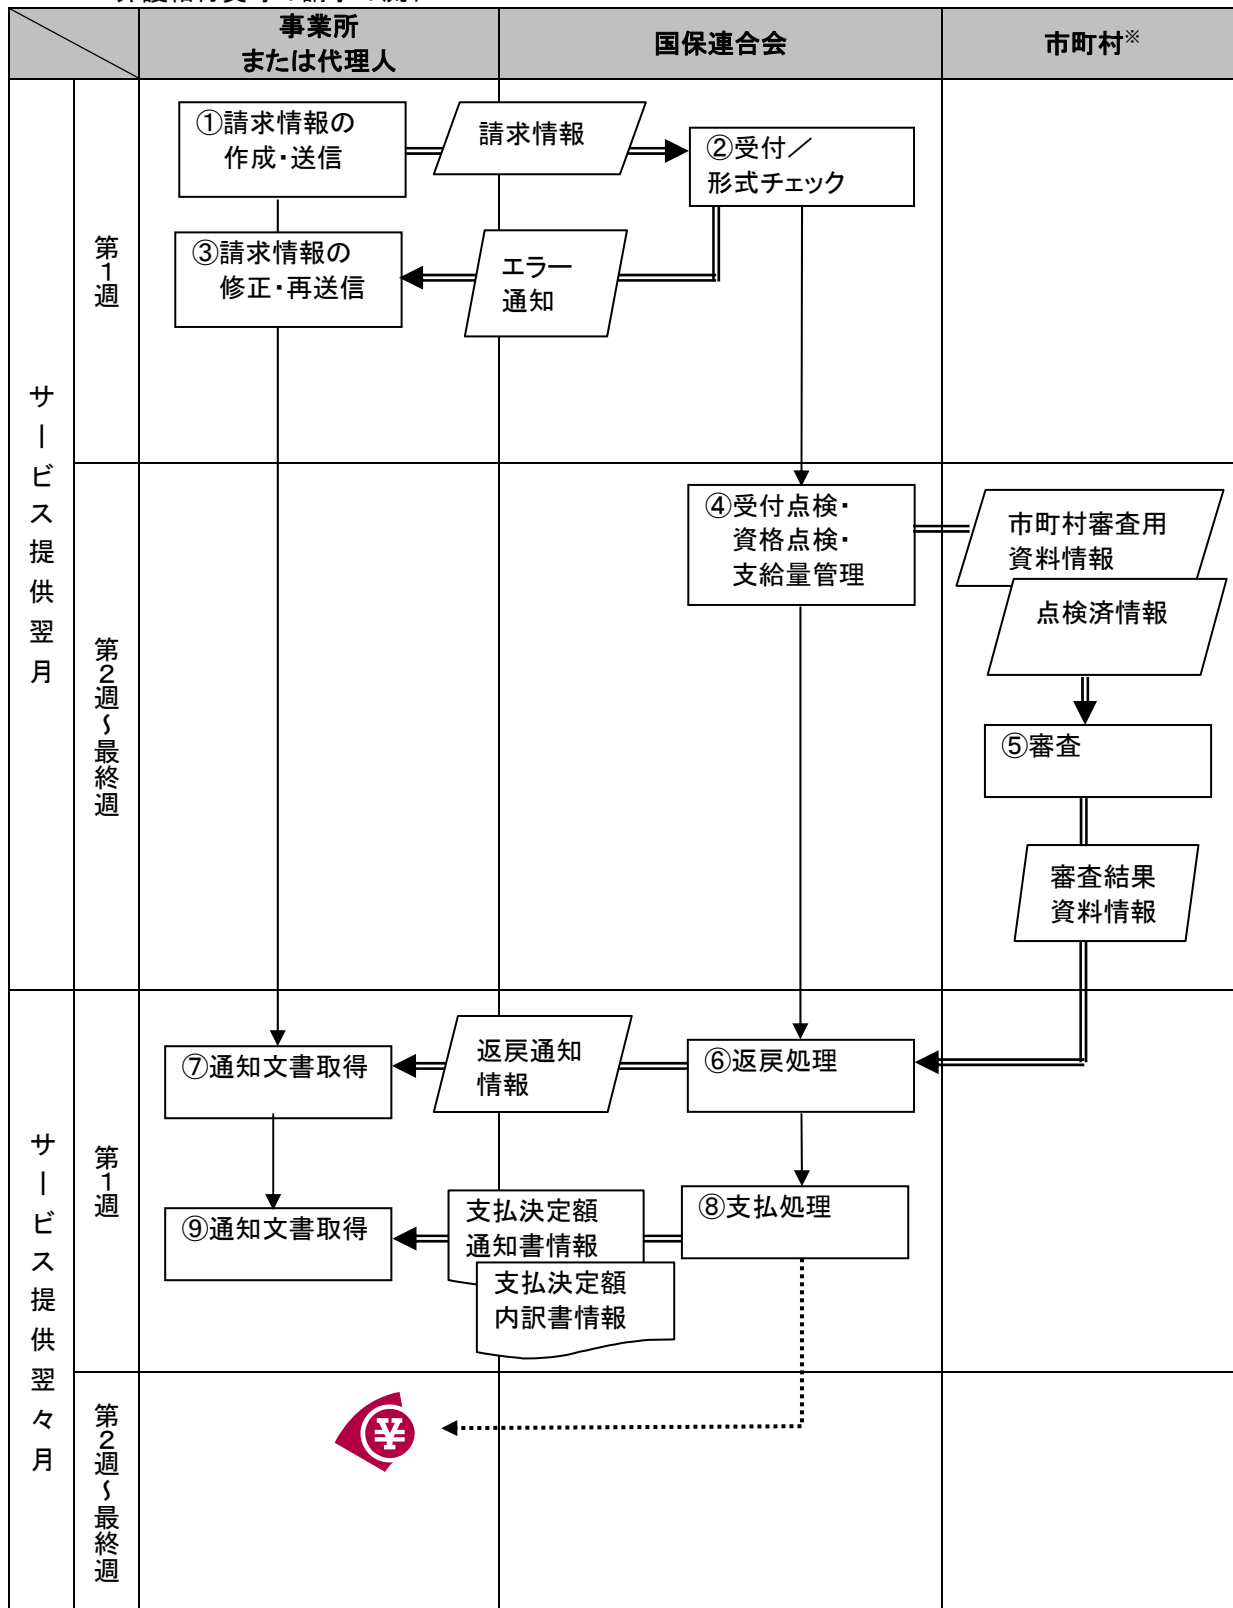 事業所
または代理人
国保連合会
市町村※
サービス提供翌月
第1週
①請求情報の
作成・送信
請求情報
②受付／
形式チェック
③請求情報の
修正・再送信
エラー
通知
第2週～最終週
④受付点検・
資格点検・
支給量管理
市町村審査用
資料情報
点検済情報
⑤審査
審査結果
資料情報
サービス提供翌々月
第1週
⑦通知文書取得
返戻通知
情報
⑥返戻処理
⑨通知文書取得
支払決定額
通知書情報
支払決定額
内訳書情報
⑧支払処理
第2週～最終週
¥